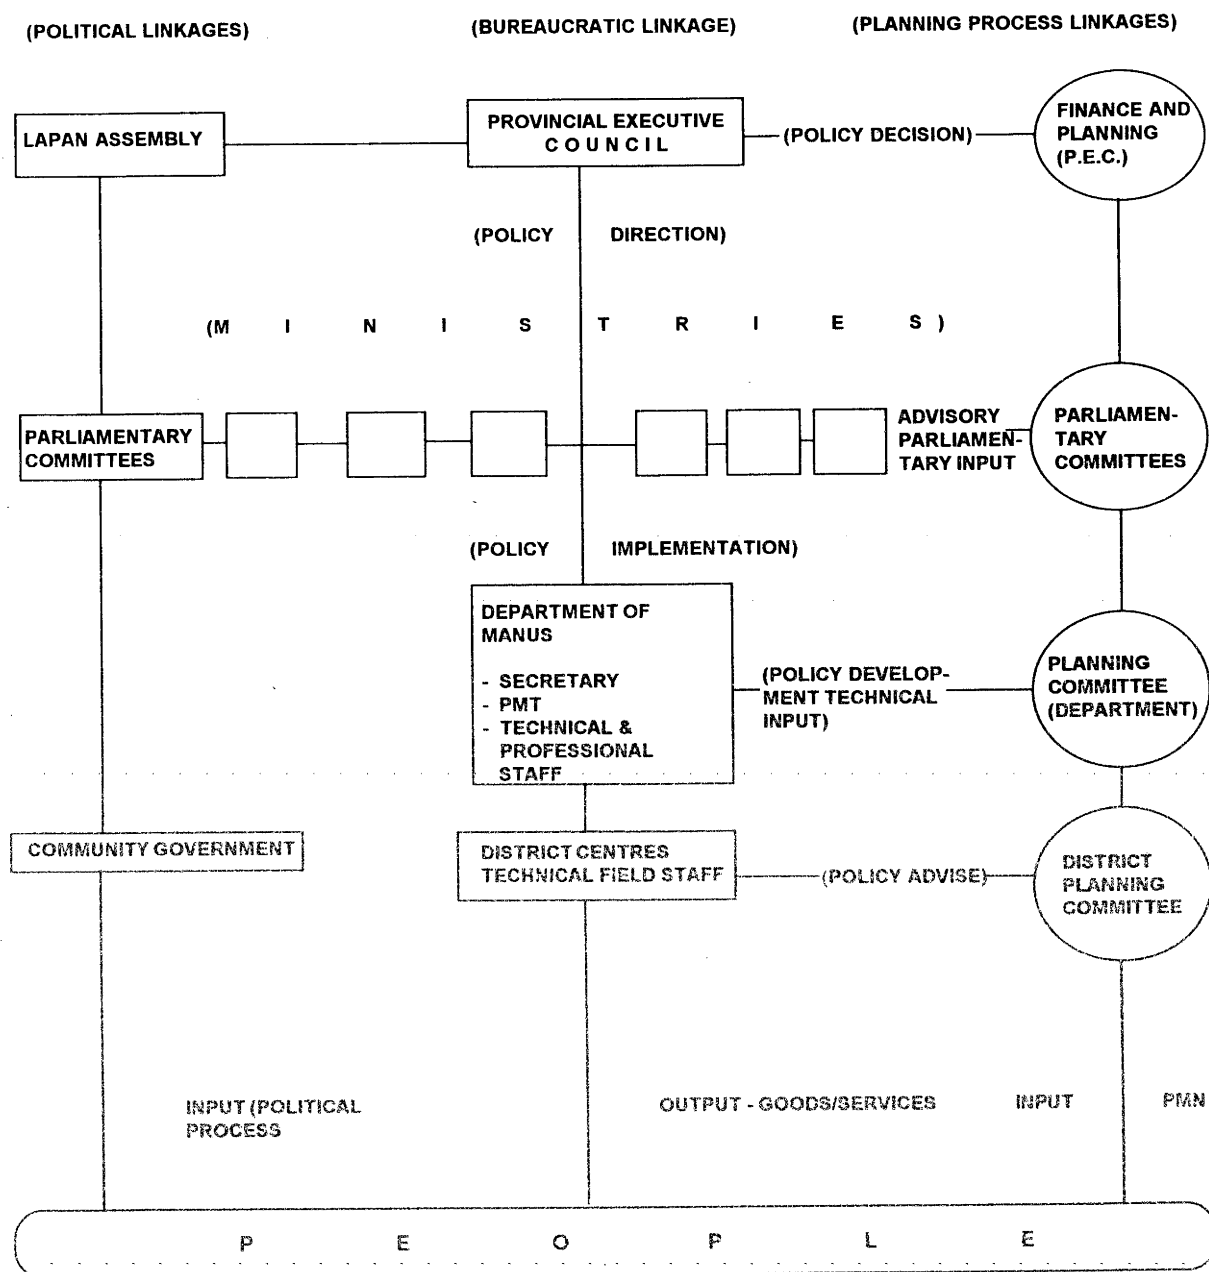 (POLITICAL LINKAGES)
(BUREAUCRATIC LINKAGE)
(PLANNING PROCESS LINKAGES)
LAPAN ASSEMBLY
PROVINCIAL EXECUTIVE
COUNCIL
(POLICY DECISION)
FINANCE AND
PLANNING
(P.E.C.)
(POLICY DIRECTION)
(MINISTRIES)
PARLIAMENTARY
COMMITTEES
ADVISORY
PARLIAMEN-
TARY INPUT
PARLIAMEN-
TARY
COMMITTEES
(POLICY IMPLEMENTATION)
DEPARTMENT OF
MANUS
- SECRETARY
- PMT
- TECHNICAL &
PROFESSIONAL
STAFF
(POLICY DEVELOP-
MENT TECHNICAL
INPUT)
PLANNING
COMMITTEE
(DEPARTMENT)
COMMUNITY GOVERNMENT
DISTRICT CENTRES
TECHNICAL FIELD STAFF
(POLICY ADVISE)
DISTRICT
PLANNING
COMMITTEE
INPUT (POLITICAL
PROCESS
OUTPUT - GOODS/SERVICES
INPUT
PMN
PEOPLE